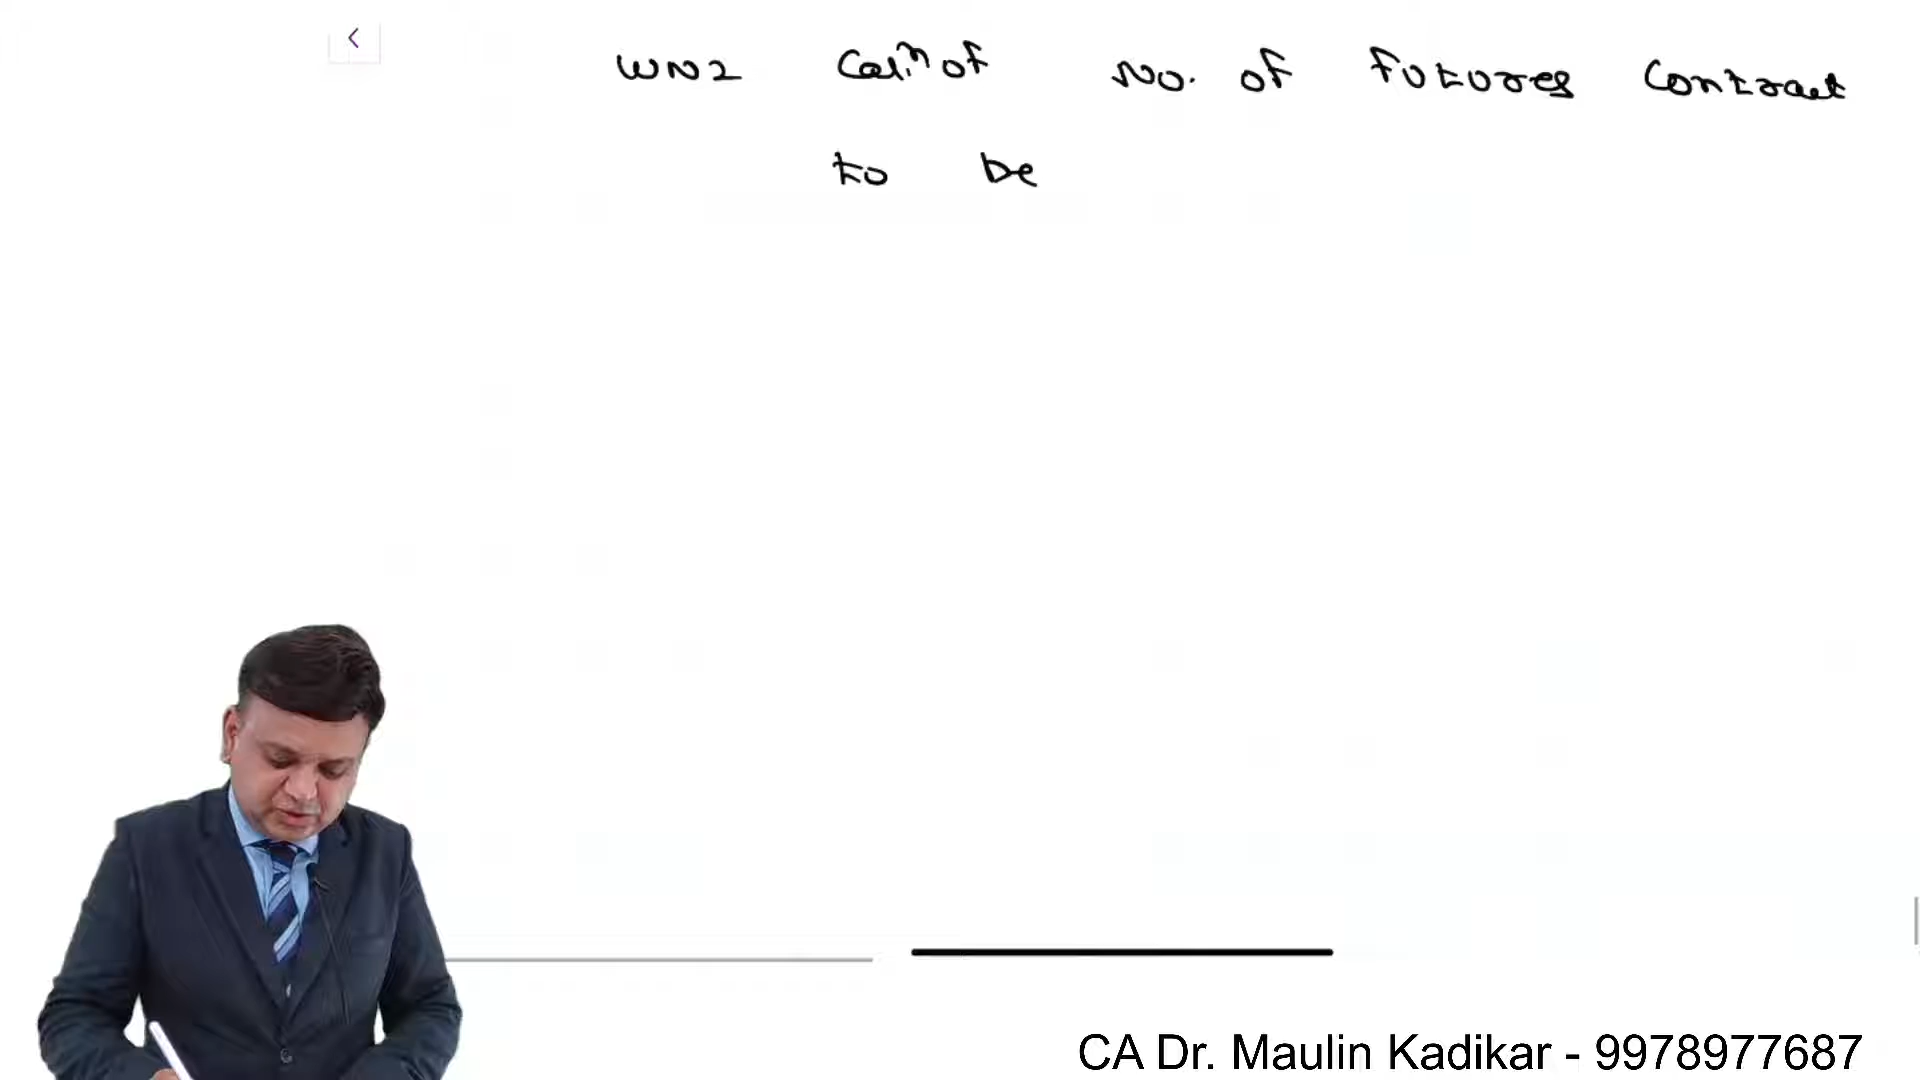 WN2 Cal.n of No. of Futures Contract
to be
CA Dr. Maulin Kadikar - 9978977687